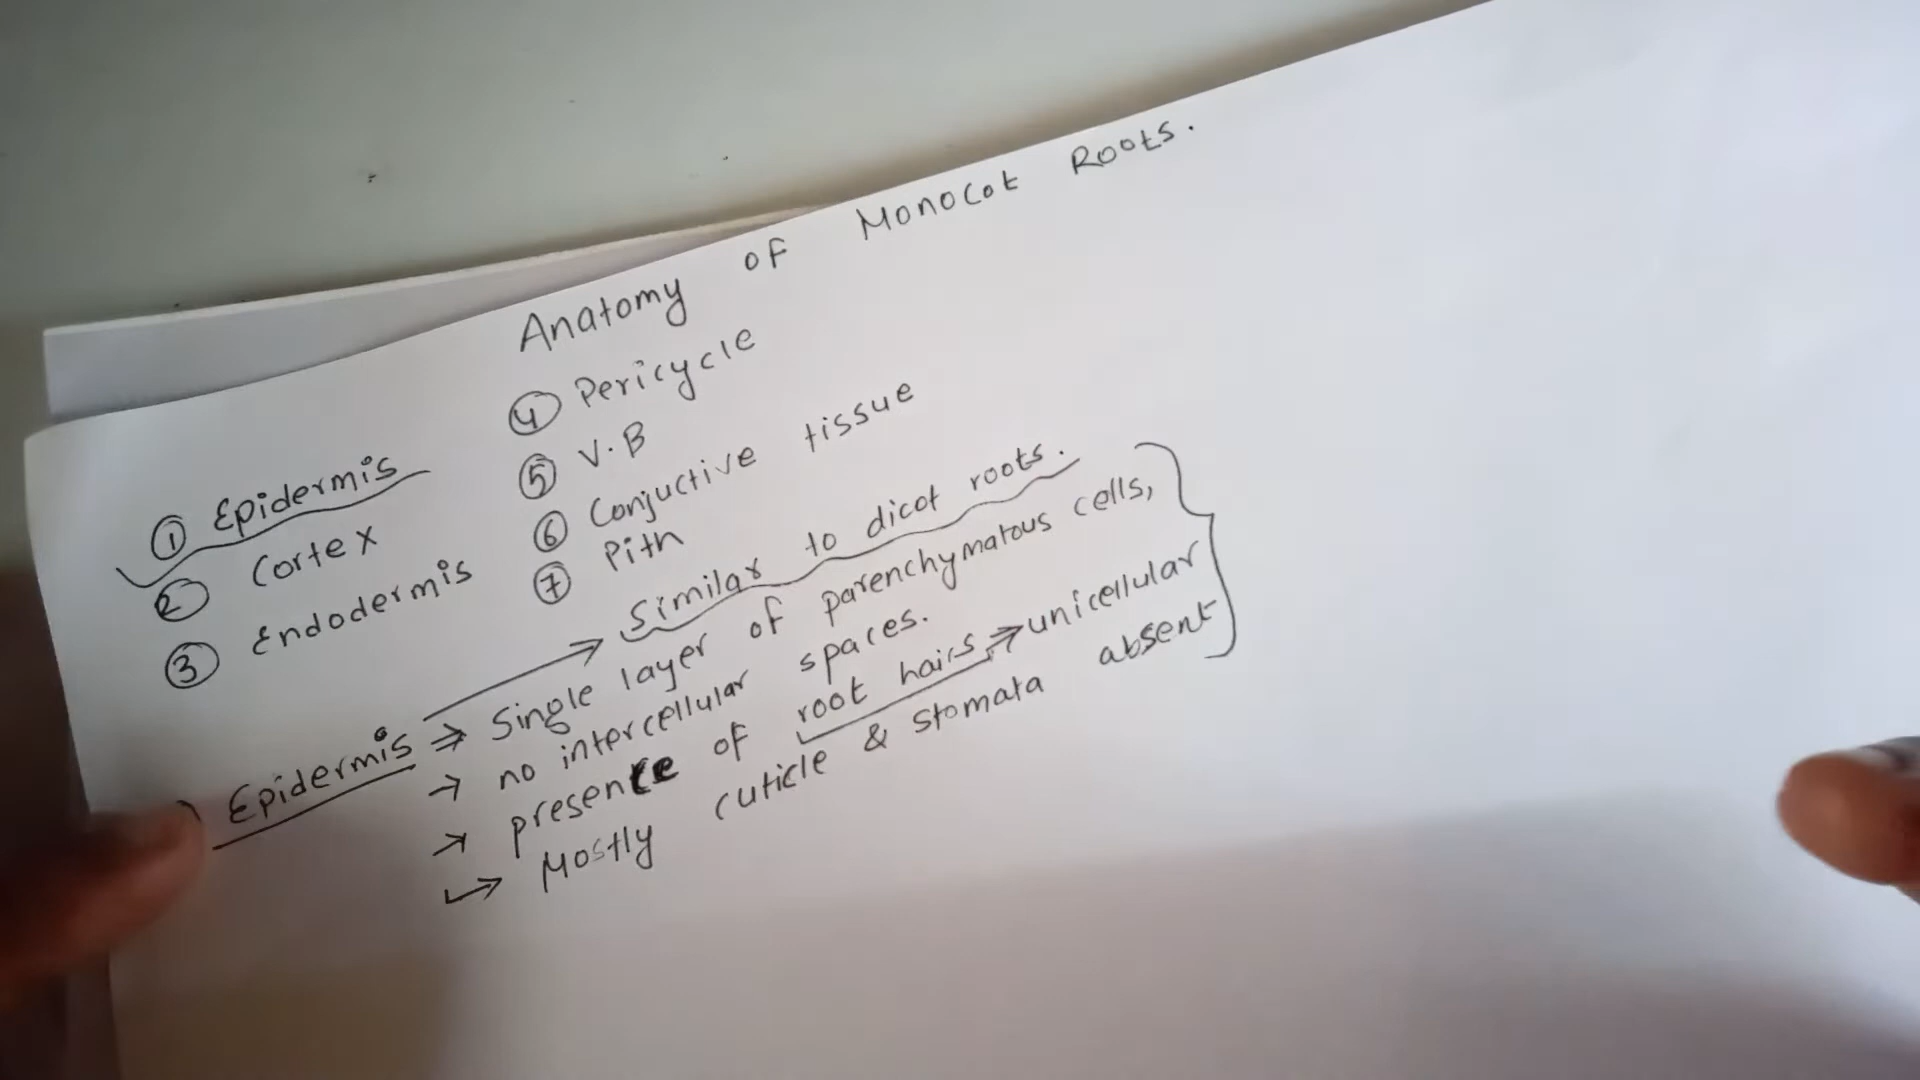 Anatomy of Monocot Roots.
① Epidermis
② Cortex
③ Endodermis
④ Pericycle
⑤ V.B
⑥ Conjuctive tissue
⑦ Pith
Similar to dicot roots.
Epidermis ⇒ Single layer of parenchymatous cells,
→ no intercellular spaces.
→ presence of root hairs ⇒ unicellular
↳ Mostly cuticle & stomata absent